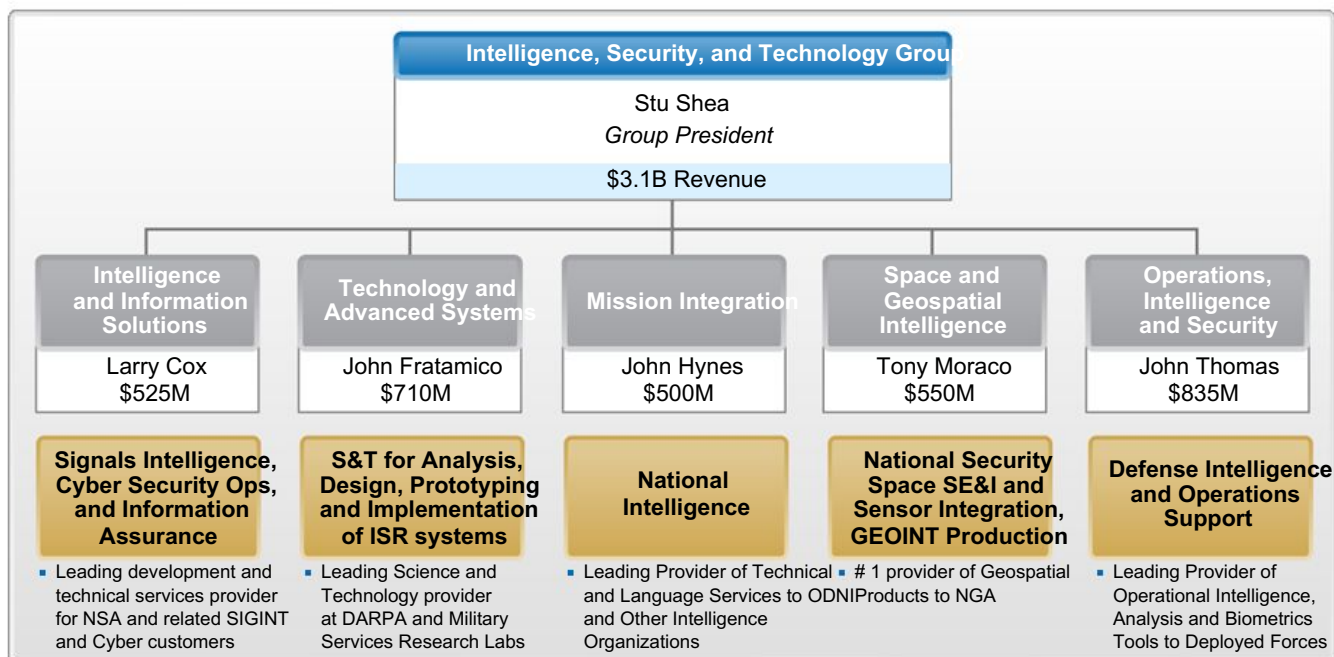 Intelligence, Security, and Technology Group
Stu Shea
Group President
$3.1B Revenue
Intelligence
and Information
Solutions
Larry Cox
$525M
Signals Intelligence,
Cyber Security Ops,
and Information
Assurance
▪ Leading development and
technical services provider
for NSA and related SIGINT
and Cyber customers
Technology and
Advanced Systems
John Fratamico
$710M
S&T for Analysis,
Design, Prototyping
and Implementation
of ISR systems
▪ Leading Science and
Technology provider
at DARPA and Military
Services Research Labs
Mission Integration
John Hynes
$500M
National
Intelligence
▪ Leading Provider of Technical
and Language Services to ODNI
and Other Intelligence
Organizations
Space and
Geospatial
Intelligence
Tony Moraco
$550M
National Security
Space SE&I and
Sensor Integration,
GEOINT Production
▪ # 1 provider of Geospatial
Products to NGA
Operations,
Intelligence
and Security
John Thomas
$835M
Defense Intelligence
and Operations
Support
▪ Leading Provider of
Operational Intelligence,
Analysis and Biometrics
Tools to Deployed Forces